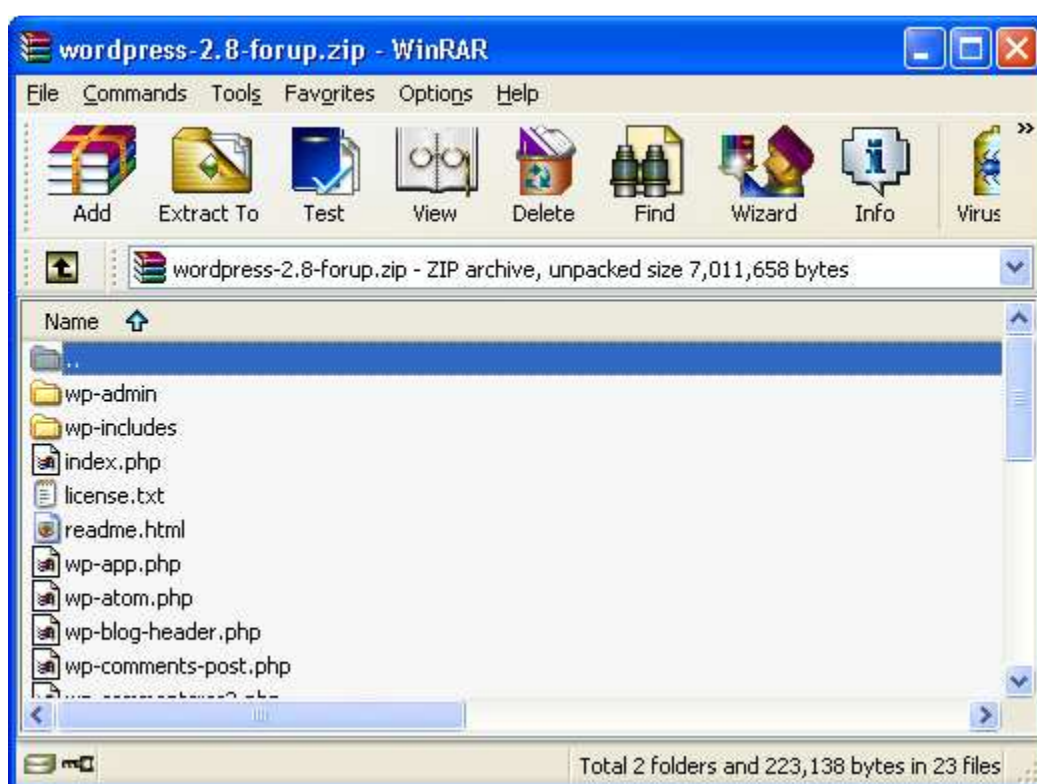 wordpress-2.8-forup.zip - WinRAR
File Commands Tools Favorites Options Help
Add Extract To Test View Delete Find Wizard Info Virus
wordpress-2.8-forup.zip - ZIP archive, unpacked size 7,011,658 bytes
Name
..
wp-admin
wp-includes
index.php
license.txt
readme.html
wp-app.php
wp-atom.php
wp-blog-header.php
wp-comments-post.php
Total 2 folders and 223,138 bytes in 23 files